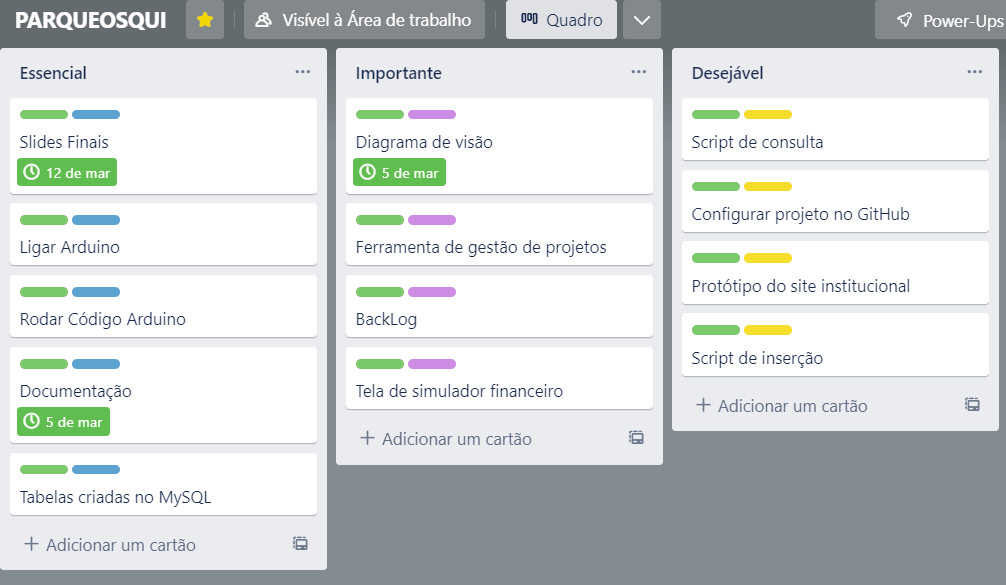 PARQUEOSQUI
Visível à Área de trabalho
Quadro
Power-Ups
Essencial
Slides Finais
12 de mar
Ligar Arduino
Rodar Código Arduino
Documentação
5 de mar
Tabelas criadas no MySQL
Adicionar um cartão
Importante
Diagrama de visão
5 de mar
Ferramenta de gestão de projetos
BackLog
Tela de simulador financeiro
Adicionar um cartão
Desejável
Script de consulta
Configurar projeto no GitHub
Protótipo do site institucional
Script de inserção
Adicionar um cartão